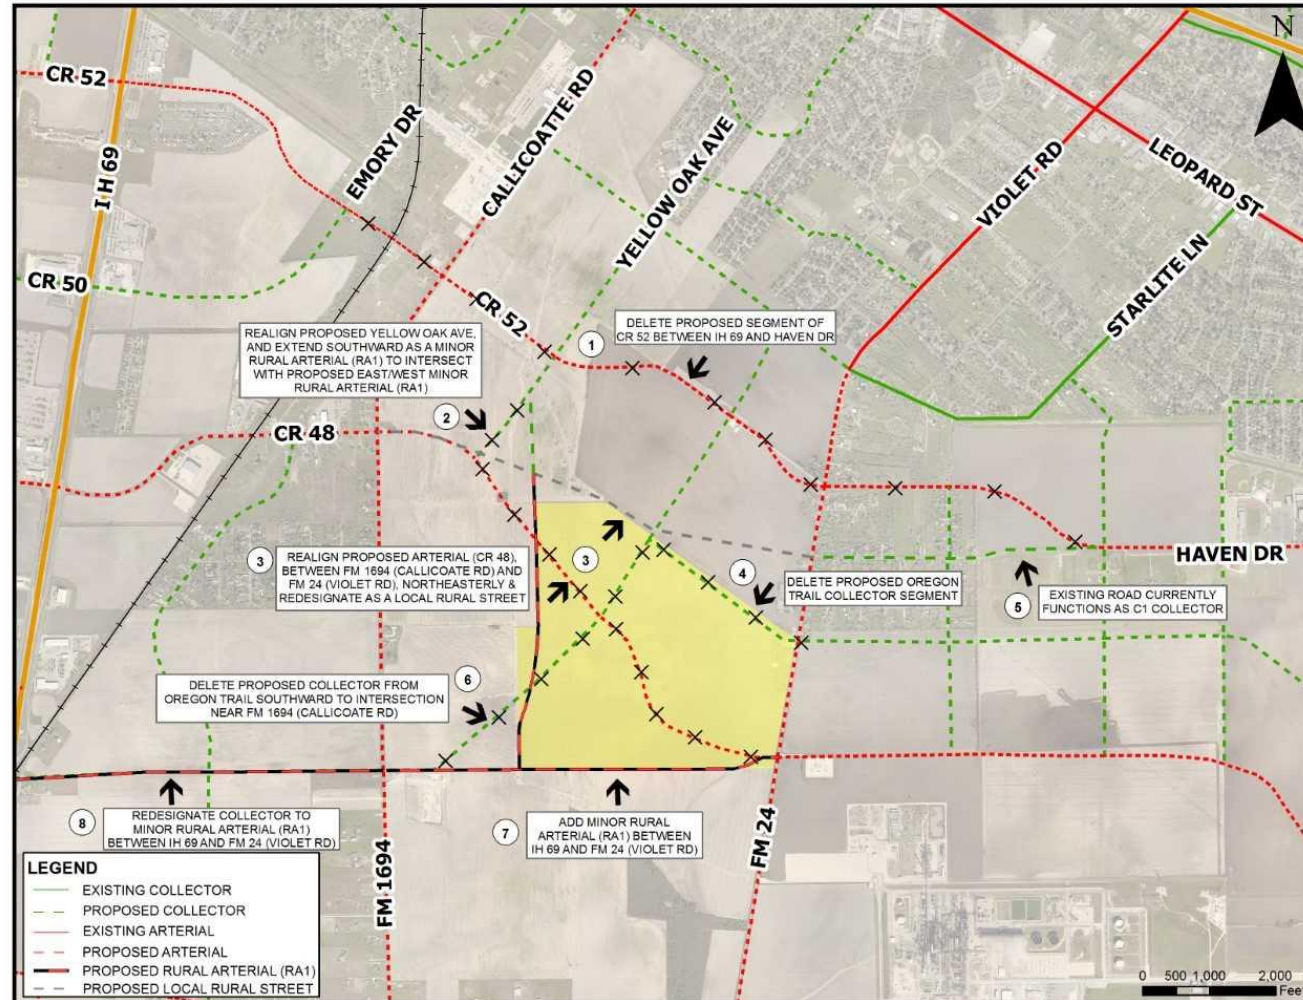 N
CR 52
I H 69
EMORY DR
CALLICOATTE RD
YELLOW OAK AVE
VIOLET RD
LEOPARD ST
STARLITE LN
CR 50
CR 52
REALIGN PROPOSED YELLOW OAK AVE,
AND EXTEND SOUTHWARD AS A MINOR
RURAL ARTERIAL (RA1) TO INTERSECT
WITH PROPOSED EAST/WEST MINOR
RURAL ARTERIAL (RA1)
1
DELETE PROPOSED SEGMENT OF
CR 52 BETWEEN IH 69 AND HAVEN DR
2
CR 48
3
REALIGN PROPOSED ARTERIAL (CR 48),
BETWEEN FM 1694 (CALLICOATE RD) AND
FM 24 (VIOLET RD), NORTHEASTERLY &
REDESIGNATE AS A LOCAL RURAL STREET
3
4
DELETE PROPOSED OREGON
TRAIL COLLECTOR SEGMENT
HAVEN DR
5
EXISTING ROAD CURRENTLY
FUNCTIONS AS C1 COLLECTOR
DELETE PROPOSED COLLECTOR FROM
OREGON TRAIL SOUTHWARD TO INTERSECTION
NEAR FM 1694 (CALLICOATE RD)
6
8
REDESIGNATE COLLECTOR TO
MINOR RURAL ARTERIAL (RA1)
BETWEEN IH 69 AND FM 24 (VIOLET RD)
7
ADD MINOR RURAL
ARTERIAL (RA1) BETWEEN
IH 69 AND FM 24 (VIOLET RD)
FM 1694
FM 24
LEGEND
EXISTING COLLECTOR
PROPOSED COLLECTOR
EXISTING ARTERIAL
PROPOSED ARTERIAL
PROPOSED RURAL ARTERIAL (RA1)
PROPOSED LOCAL RURAL STREET
0 500 1,000 2,000
Feet